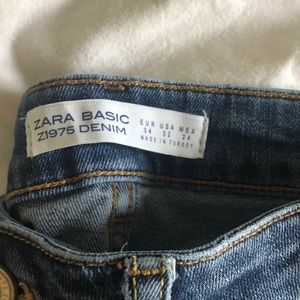 ZARA BASIC
Z1975 DENIM
EUR USA MEX
34 02 24
MADE IN TURKEY